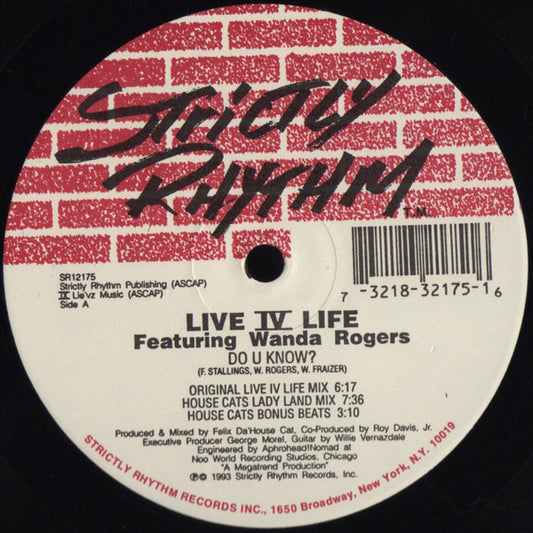 STRICTLY
RHYTHM
T.M.
SR12175
Strictly Rhythm Publishing (ASCAP)
IX Lie'vz Music (ASCAP)
Side A
7 -3218-32175-1 6
LIVE IV LIFE
Featuring Wanda Rogers
DO U KNOW?
(F. STALLINGS, W. ROGERS, W. FRAIZER)
ORIGINAL LIVE IV LIFE MIX 6:17
HOUSE CATS LADY LAND MIX 7:36
HOUSE CATS BONUS BEATS 3:10
Produced & Mixed by Felix Da'House Cat, Co-Produced by Roy Davis, Jr.
Executive Producer George Morel, Guitar by Willie Vernazdale
Engineered by Aphrohead!Nomad at
Noo World Recording Studios, Chicago
"A Megatrend Production"
℗© 1993 Strictly Rhythm Records, Inc.
STRICTLY RHYTHM RECORDS INC., 1650 Broadway, New York, N.Y. 10019